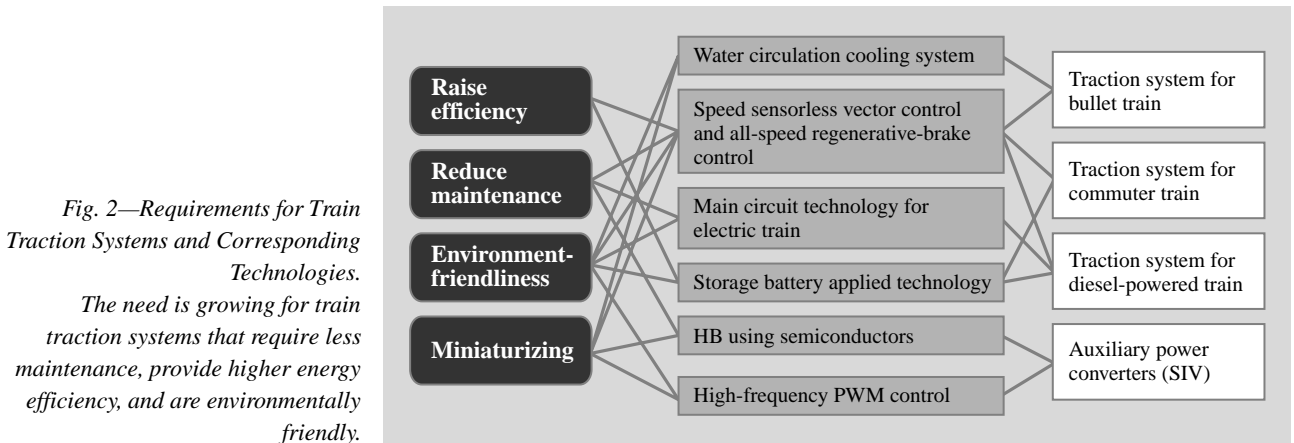 Fig. 2—Requirements for Train
Traction Systems and Corresponding
Technologies.
The need is growing for train
traction systems that require less
maintenance, provide higher energy
efficiency, and are environmentally
friendly.
Raise
efficiency
Reduce
maintenance
Environment-
friendliness
Miniaturizing
Water circulation cooling system
Speed sensorless vector control
and all-speed regenerative-brake
control
Main circuit technology for
electric train
Storage battery applied technology
HB using semiconductors
High-frequency PWM control
Traction system for
bullet train
Traction system for
commuter train
Traction system for
diesel-powered train
Auxiliary power
converters (SIV)